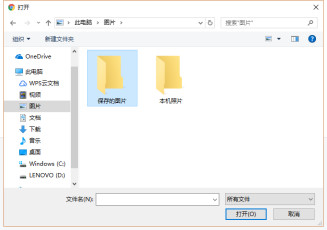 打开
此电脑 › 图片 ›
搜索"图片"
组织 新建文件夹
OneDrive
此电脑
WPS云文档
视频
图片
文档
下载
音乐
桌面
Windows (C:)
LENOVO (D:)
保存的图片
本机照片
文件名(N):
所有文件
打开(O)
取消